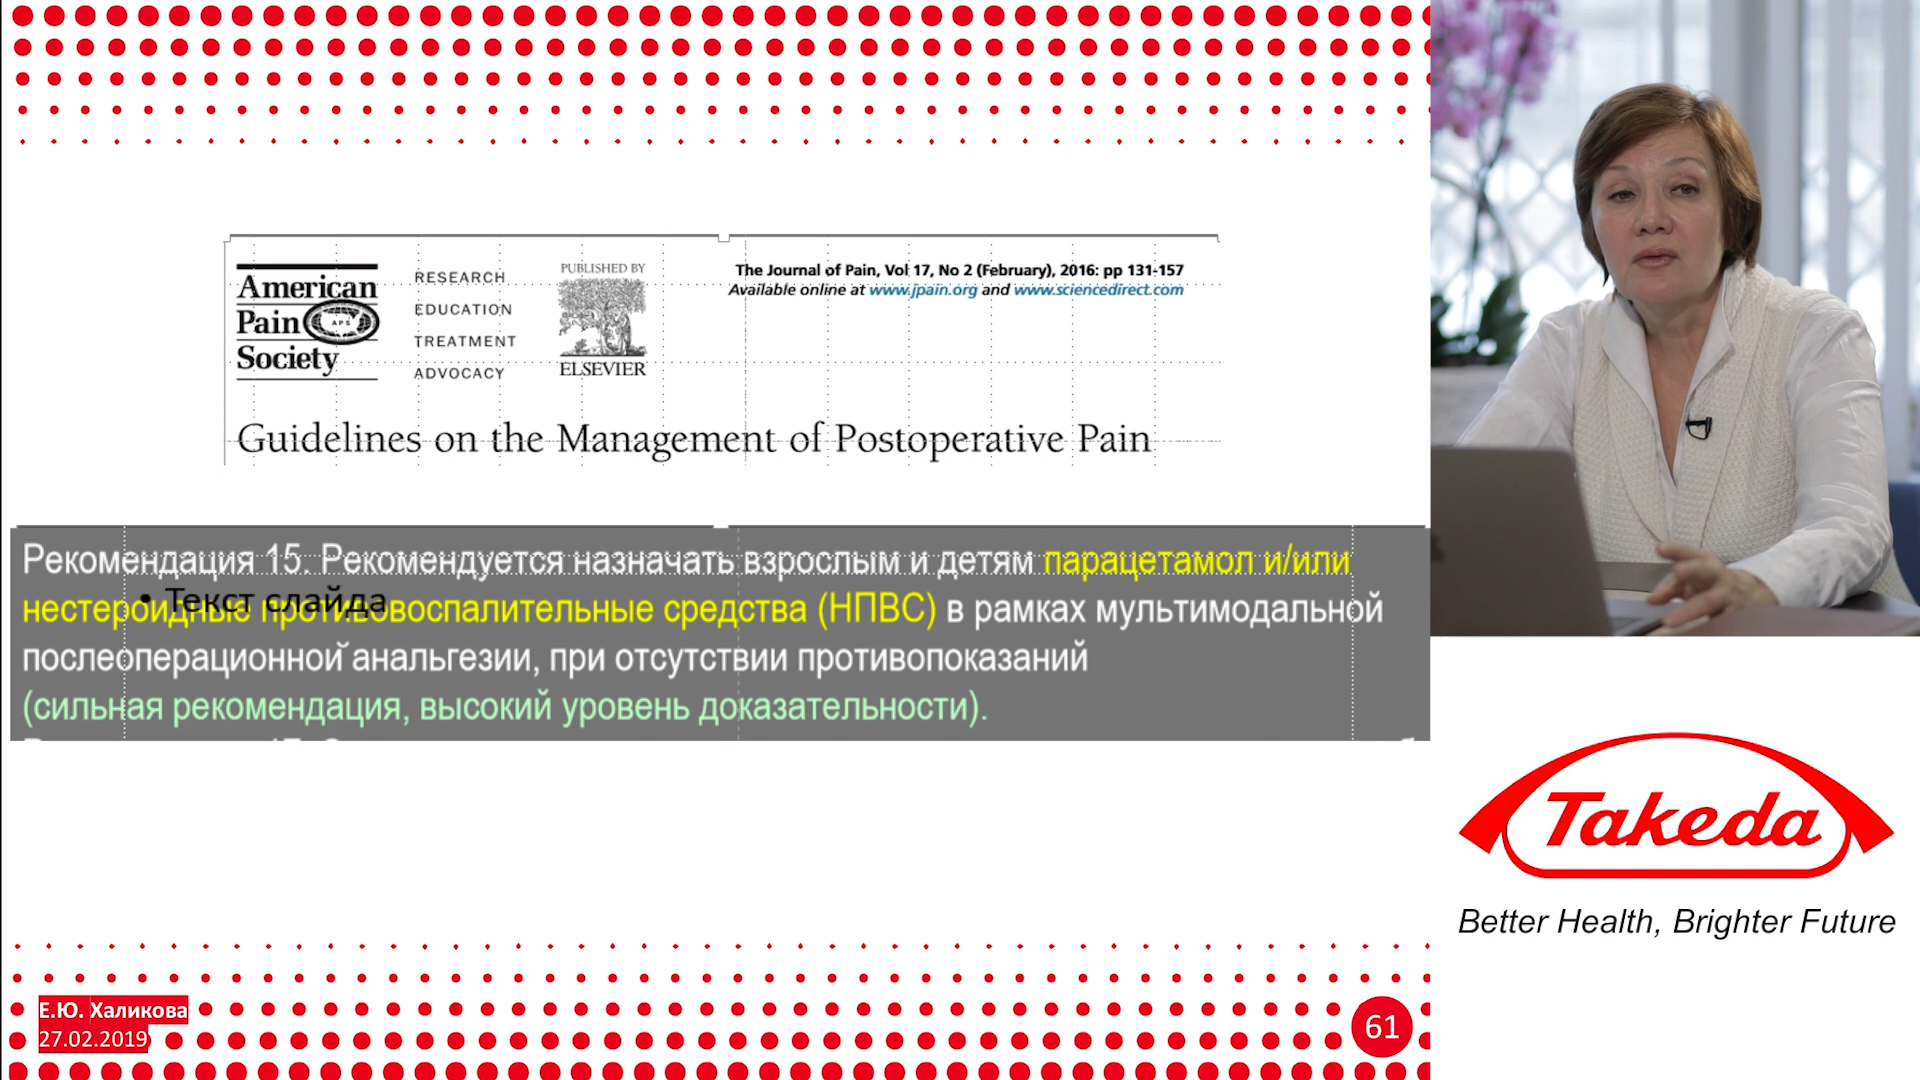 American
Pain
Society
APS
RESEARCH
EDUCATION
TREATMENT
ADVOCACY
PUBLISHED BY
ELSEVIER
The Journal of Pain, Vol 17, No 2 (February), 2016: pp 131-157
Available online at www.jpain.org and www.sciencedirect.com
Guidelines on the Management of Postoperative Pain
Рекомендация 15. Рекомендуется назначать взрослым и детям парацетамол и/или
• Текст слайда
нестероидные противовоспалительные средства (НПВС) в рамках мультимодальной
послеоперационной анальгезии, при отсутствии противопоказаний
(сильная рекомендация, высокий уровень доказательности).
Е.Ю. Халикова
27.02.2019
61
Takeda
Better Health, Brighter Future